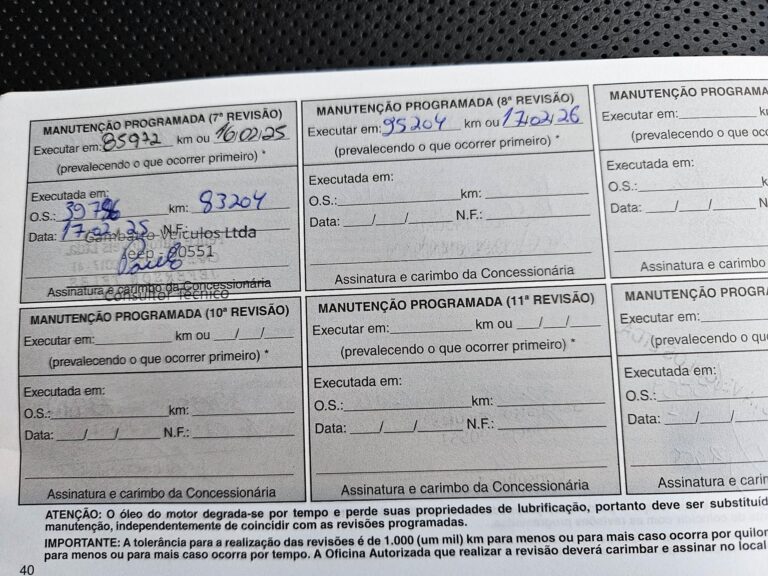 MANUTENÇÃO PROGRAMADA (7ª REVISÃO)
Executar em: 85972 km ou 16/02/25
(prevalecendo o que ocorrer primeiro) *
Executada em:
O.S.: 39786 km: 83204
Data: 17/02/25 N.F.:
Gambatto Veículos Ltda
Jeep 80551
Assinatura e carimbo da Concessionária
Consultor Técnico
MANUTENÇÃO PROGRAMADA (8ª REVISÃO)
Executar em: 95204 km ou 17/02/26
(prevalecendo o que ocorrer primeiro) *
Executada em:
O.S.: km:
Data: / / N.F.:
Assinatura e carimbo da Concessionária
MANUTENÇÃO PROGRAMA
Executar em:
(prevalecendo o que oco
Executada em:
O.S.:
Data: / /
Assinatura e carimbo
MANUTENÇÃO PROGRAMADA (10ª REVISÃO)
Executar em: km ou / /
(prevalecendo o que ocorrer primeiro) *
Executada em:
O.S.: km:
Data: / / N.F.:
Assinatura e carimbo da Concessionária
MANUTENÇÃO PROGRAMADA (11ª REVISÃO)
Executar em: km ou / /
(prevalecendo o que ocorrer primeiro) *
Executada em:
O.S.: km:
Data: / / N.F.:
Assinatura e carimbo da Concessionária
MANUTENÇÃO PROGRA
Executar em:
(prevalecendo o que
Executada em:
O.S.:
Data: / /
Assinatura e carim
ATENÇÃO: O óleo do motor degrada-se por tempo e perde suas propriedades de lubrificação, portanto deve ser substituíd
manutenção, independentemente de coincidir com as revisões programadas.
IMPORTANTE: A tolerância para a realização das revisões é de 1.000 (um mil) km para menos ou para mais caso ocorra por quilor
para menos ou para mais caso ocorra por tempo. A Oficina Autorizada que realizar a revisão deverá carimbar e assinar no local
40